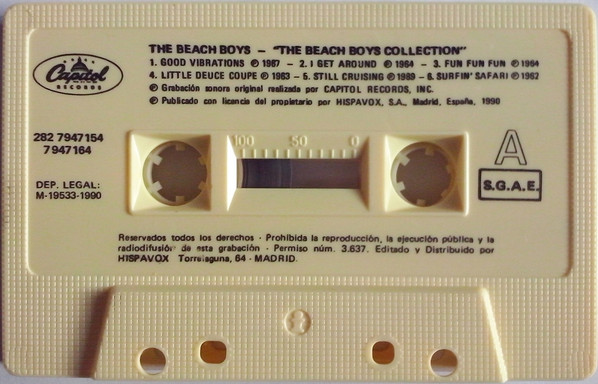 THE BEACH BOYS – "THE BEACH BOYS COLLECTION"
1. GOOD VIBRATIONS ℗ 1967 – 2. I GET AROUND ℗ 1964 – 3. FUN FUN FUN ℗ 1964
4. LITTLE DEUCE COUPE ℗ 1963 – 5. STILL CRUISING ℗ 1989 – 6. SURFIN' SAFARI ℗ 1962
℗ Grabación sonora original realizada por CAPITOL RECORDS, INC.
℗ Publicado con licencia del propietario por HISPAVOX, S.A., Madrid, España, 1990
Capitol
RECORDS
282 7947154
7947164
DEP. LEGAL:
M-19533-1990
100 50 0
A
S.G.A.E.
Reservados todos los derechos · Prohibida la reproducción, la ejecución pública y la
radiodifusión de esta grabación · Permiso núm. 3.637. Editado y Distribuido por
HISPAVOX Torrelaguna, 64 · MADRID.